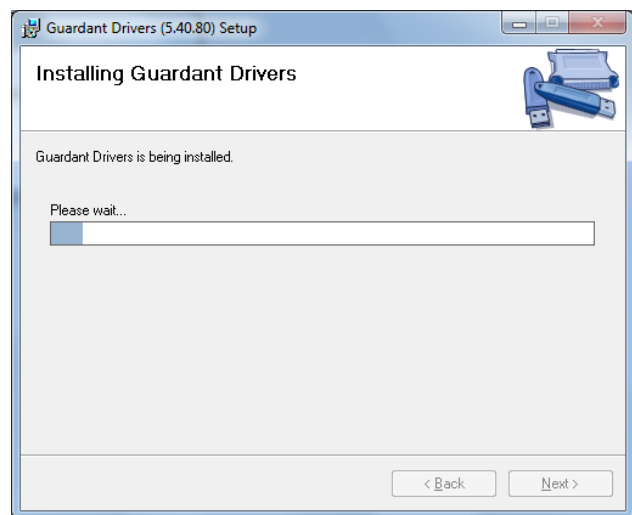 Guardant Drivers (5.40.80) Setup
Installing Guardant Drivers
Guardant Drivers is being installed.
Please wait...
< Back
Next >